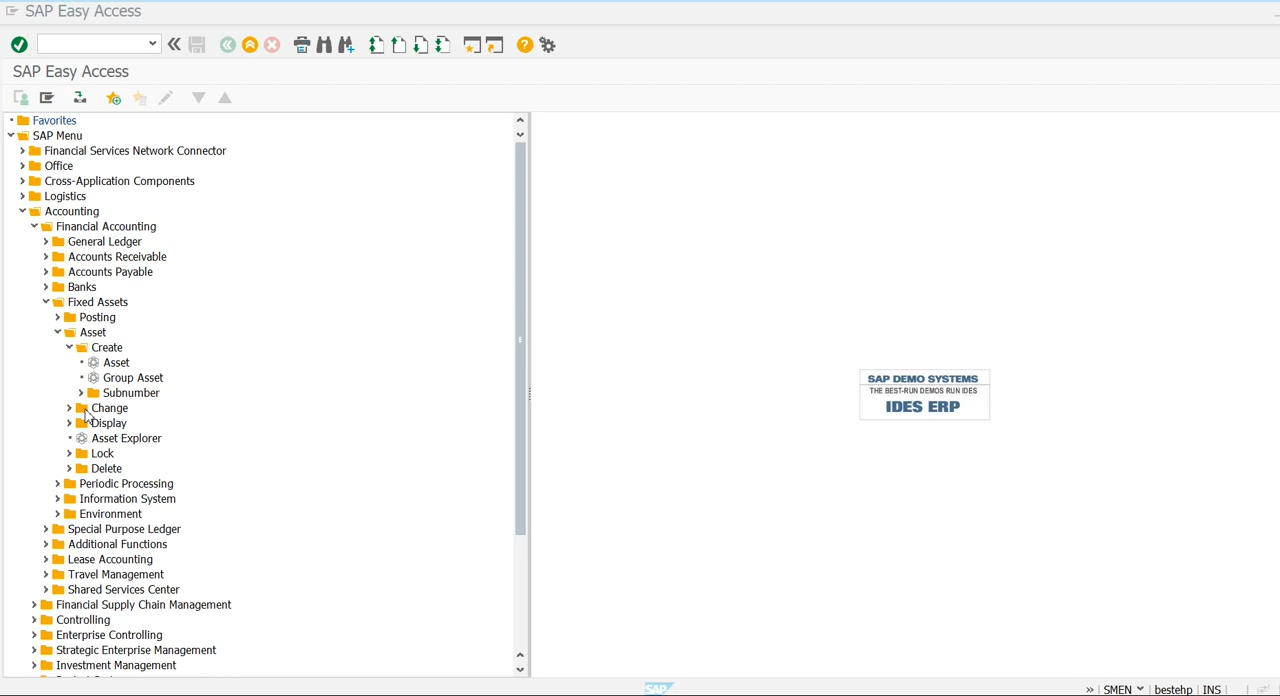 SAP Easy Access
SAP Easy Access
Favorites
SAP Menu
Financial Services Network Connector
Office
Cross-Application Components
Logistics
Accounting
Financial Accounting
General Ledger
Accounts Receivable
Accounts Payable
Banks
Fixed Assets
Posting
Asset
Create
Asset
Group Asset
Subnumber
Change
Display
Asset Explorer
Lock
Delete
Periodic Processing
Information System
Environment
Special Purpose Ledger
Additional Functions
Lease Accounting
Travel Management
Shared Services Center
Financial Supply Chain Management
Controlling
Enterprise Controlling
Strategic Enterprise Management
Investment Management
SAP DEMO SYSTEMS
THE BEST-RUN DEMOS RUN IDES
IDES ERP
SAP
» SMEN bestehp INS